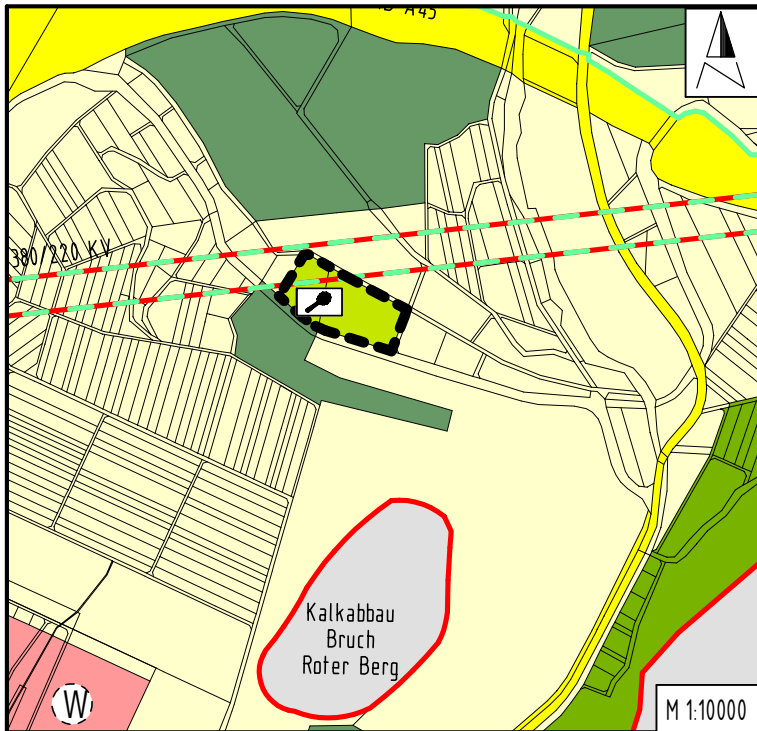 A45
380/220 KV
Kalkabbau
Bruch
Roter Berg
W
M 1:10000